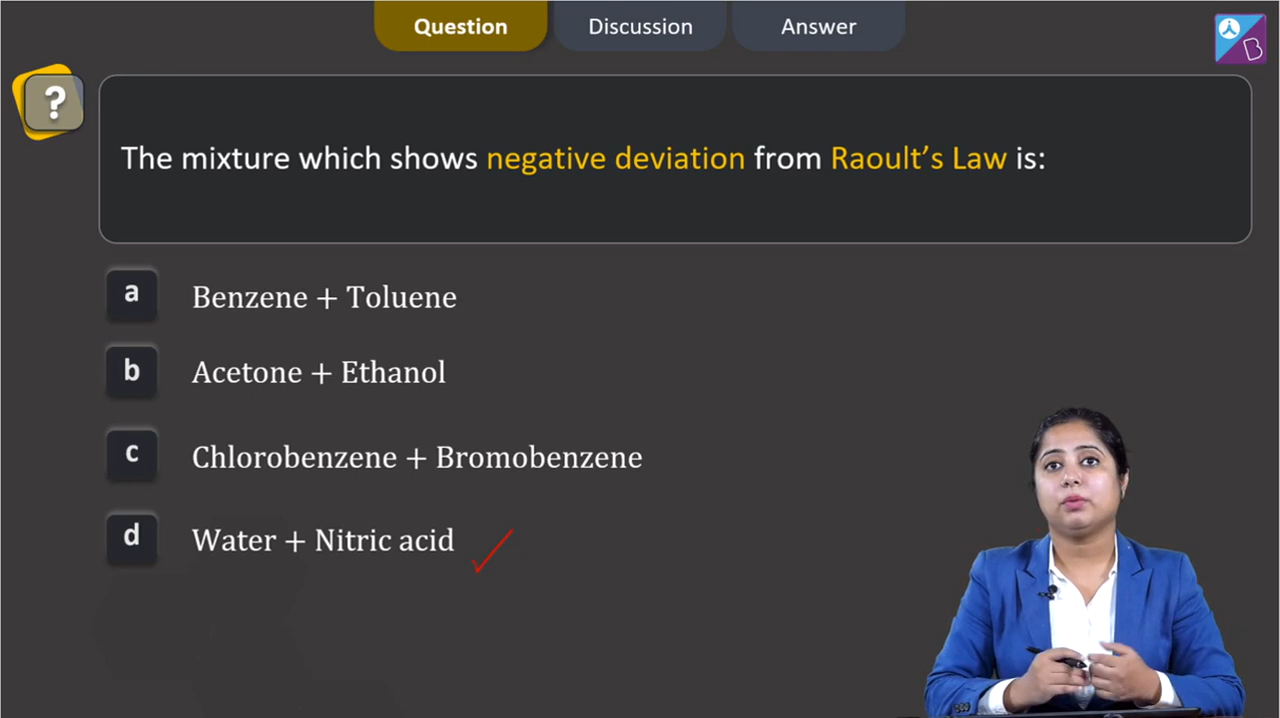 Question Discussion Answer
B
?
The mixture which shows negative deviation from Raoult’s Law is:
a Benzene + Toluene
b Acetone + Ethanol
c Chlorobenzene + Bromobenzene
d Water + Nitric acid